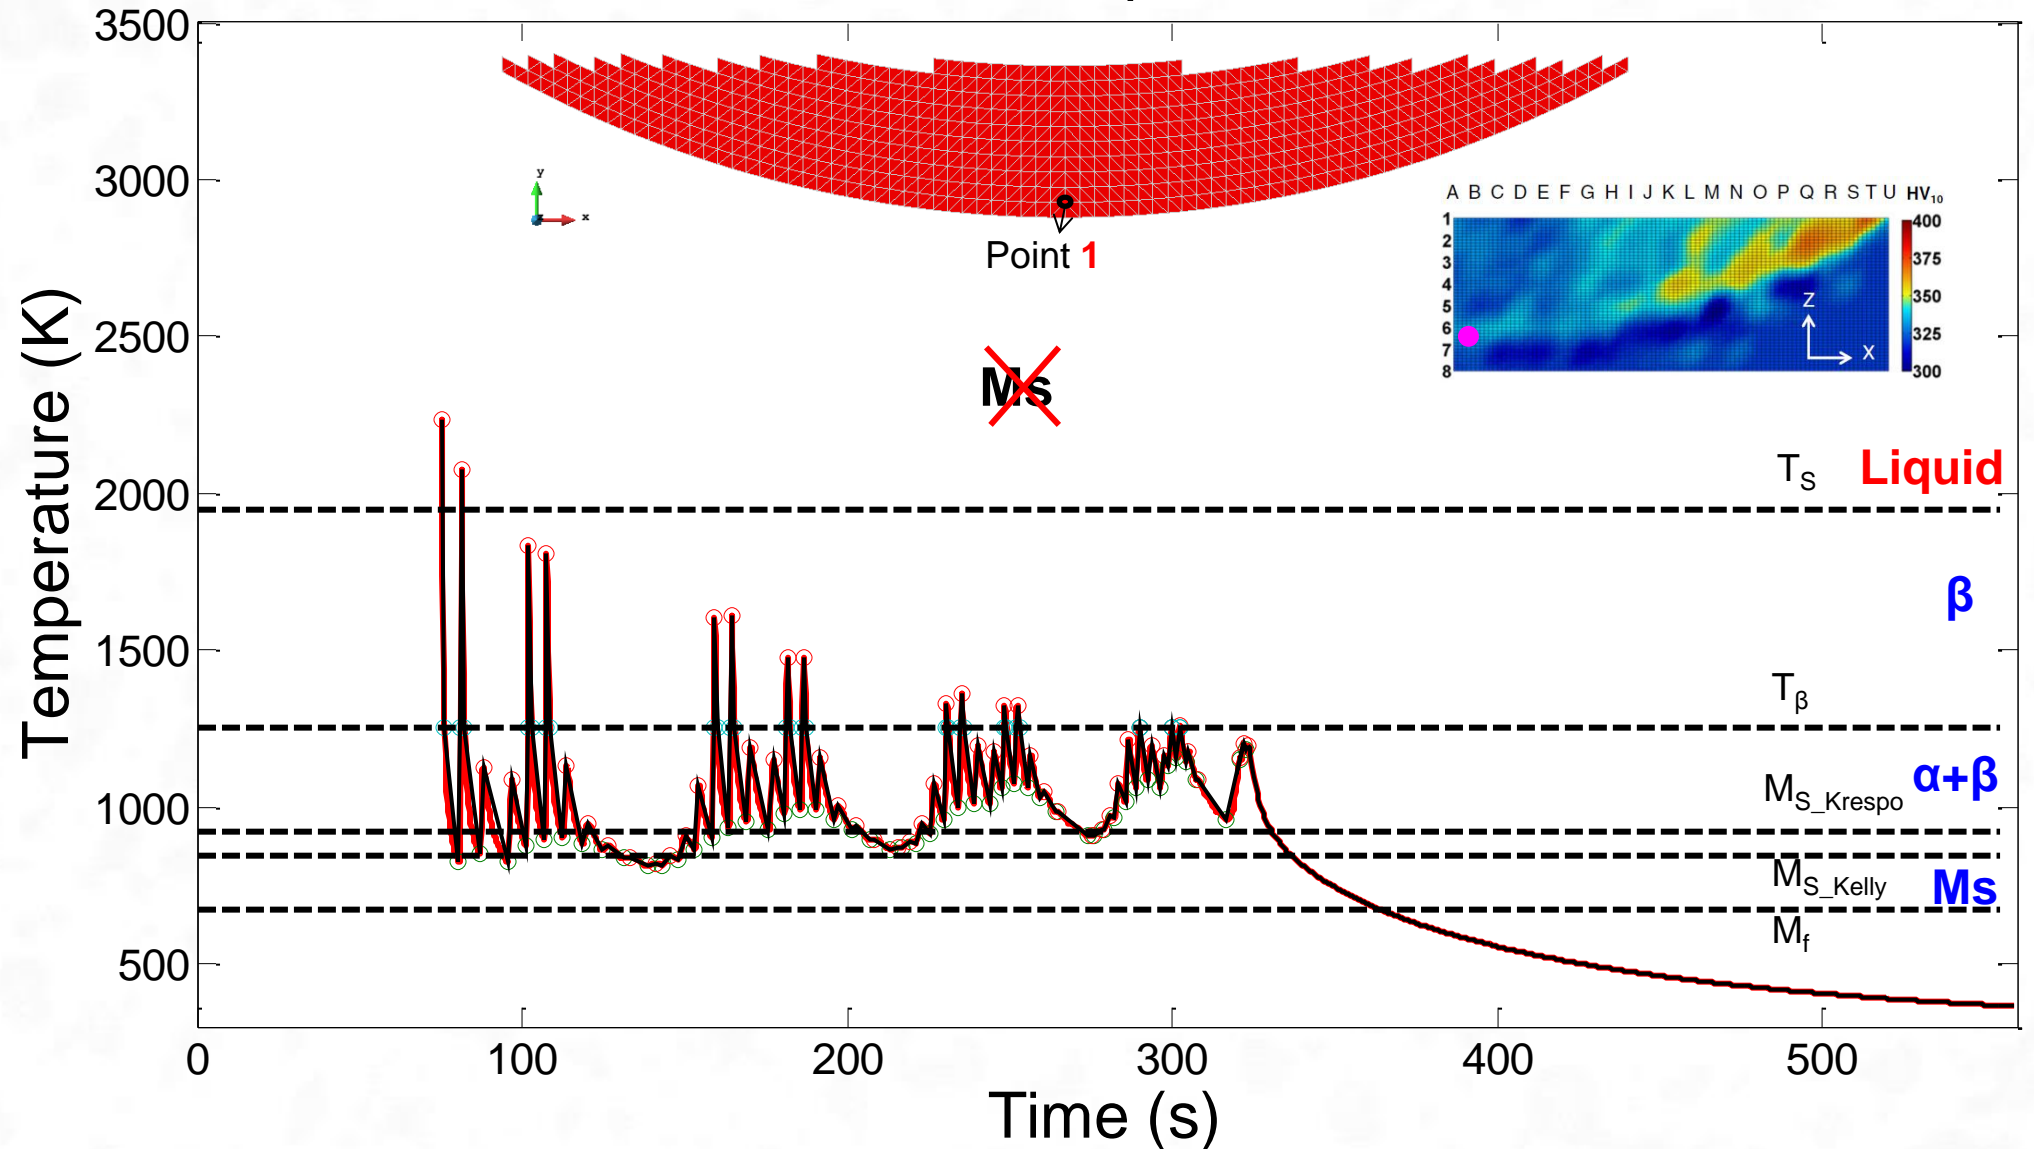 3500
3000
2500
2000
1500
1000
500
Temperature (K)
0 100 200 300 400 500
Time (s)
y
x
Point 1
A B C D E F G H I J K L M N O P Q R S T U HV10
1
2
3
4
5
6
7
8
Z
X
400
375
350
325
300
Ms
TS Liquid
β
Tβ
α+β
MS_Krespo
MS_Kelly Ms
Mf